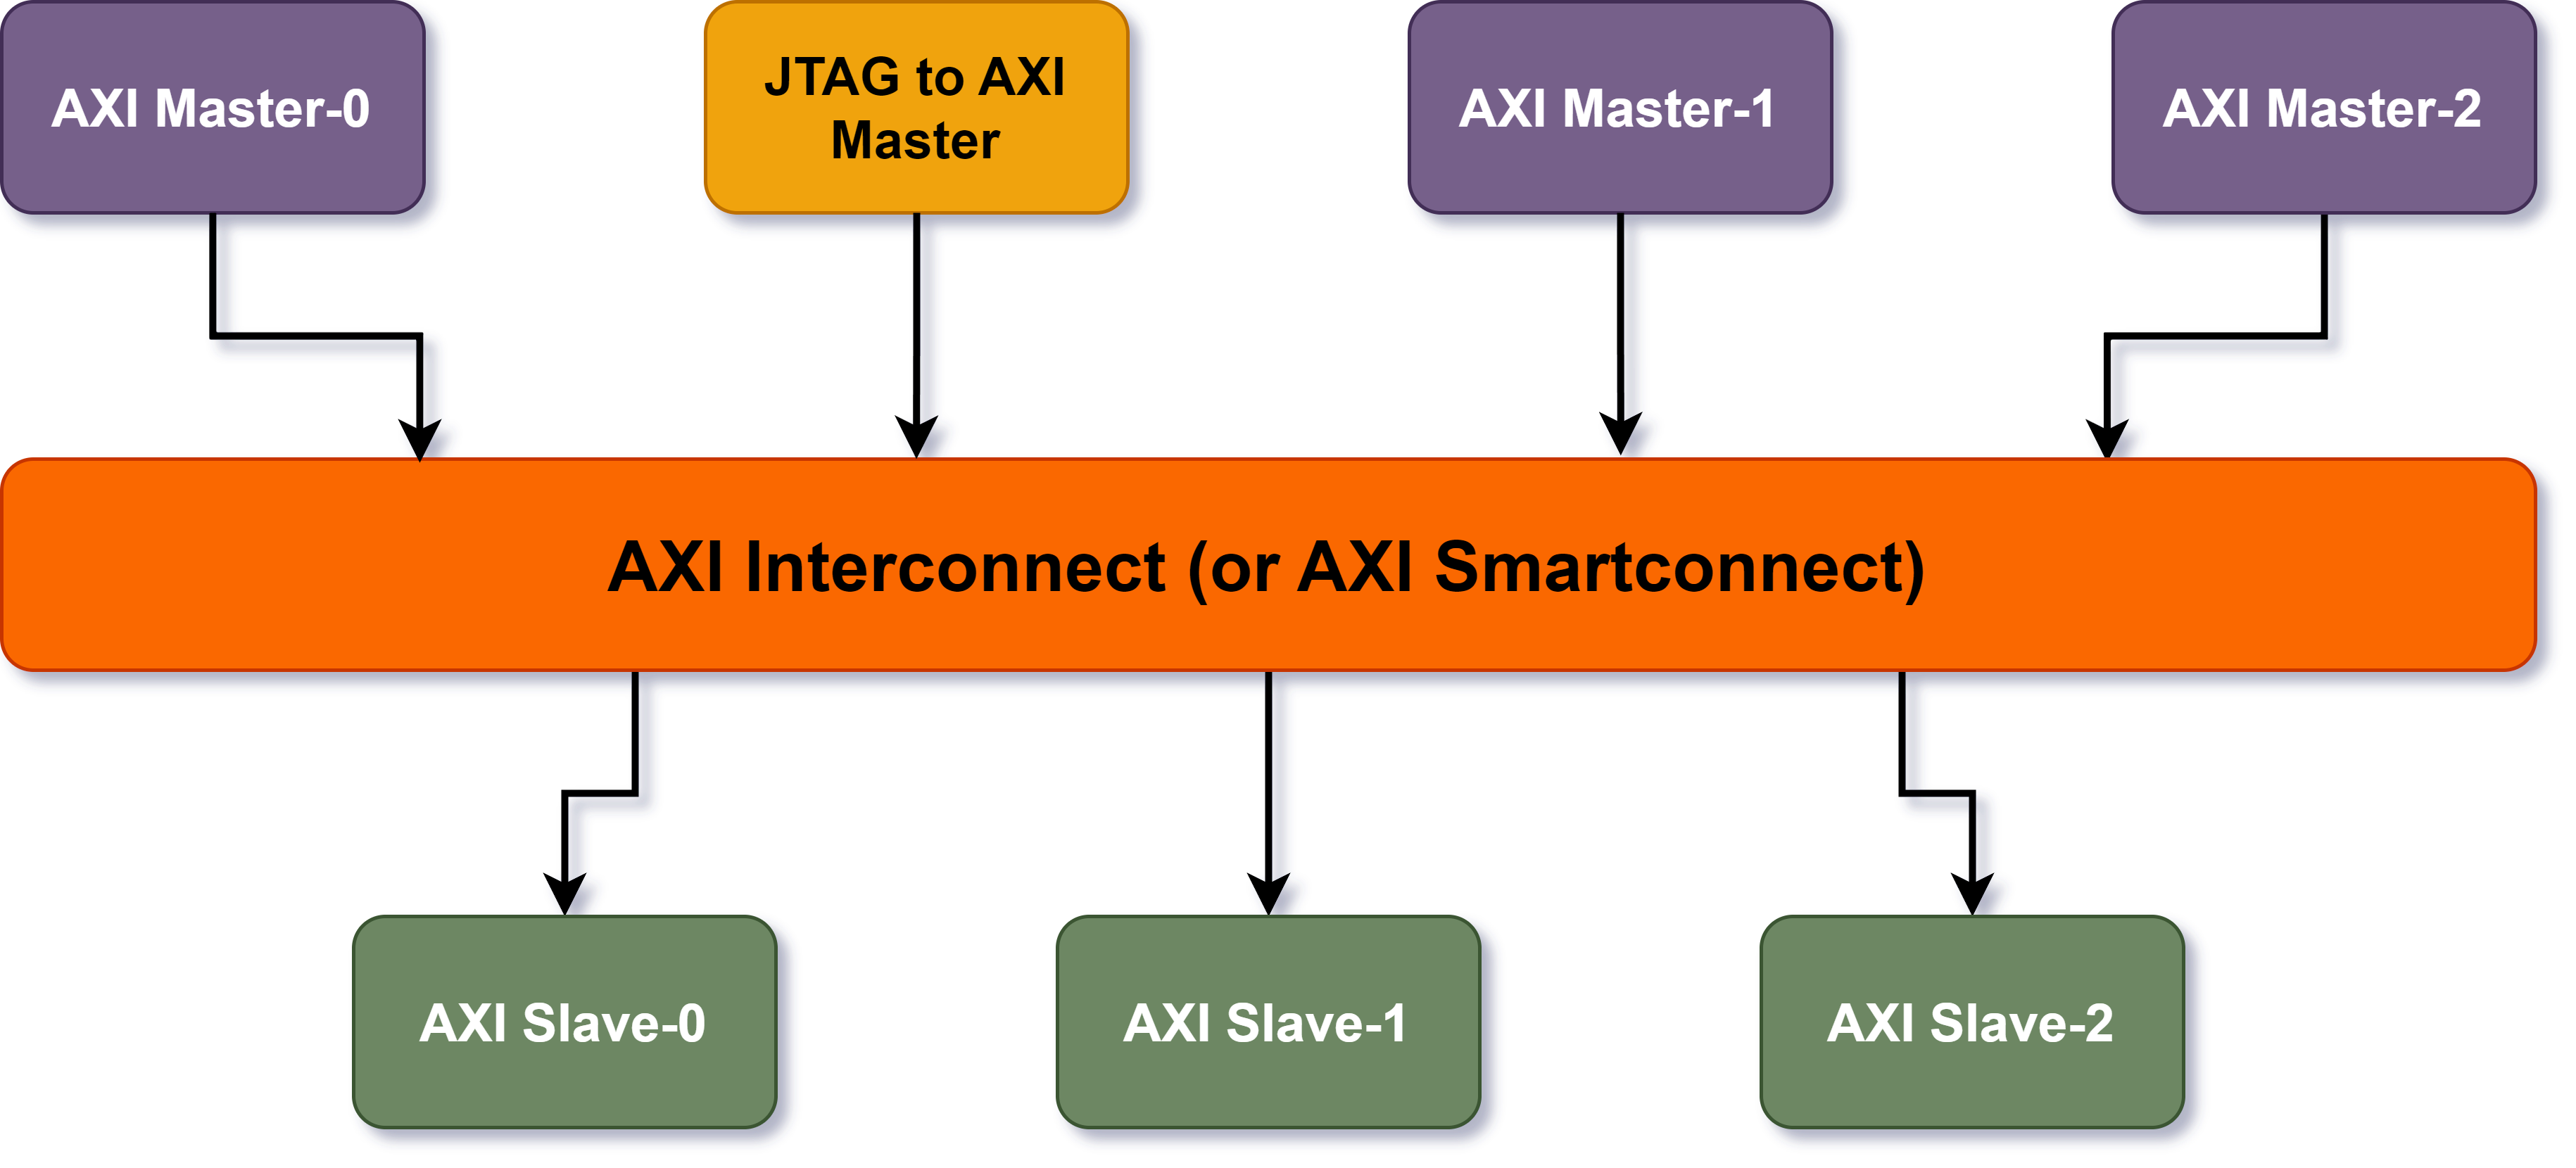 AXI Master-0
JTAG to AXI
Master
AXI Master-1
AXI Master-2
AXI Interconnect (or AXI Smartconnect)
AXI Slave-0
AXI Slave-1
AXI Slave-2